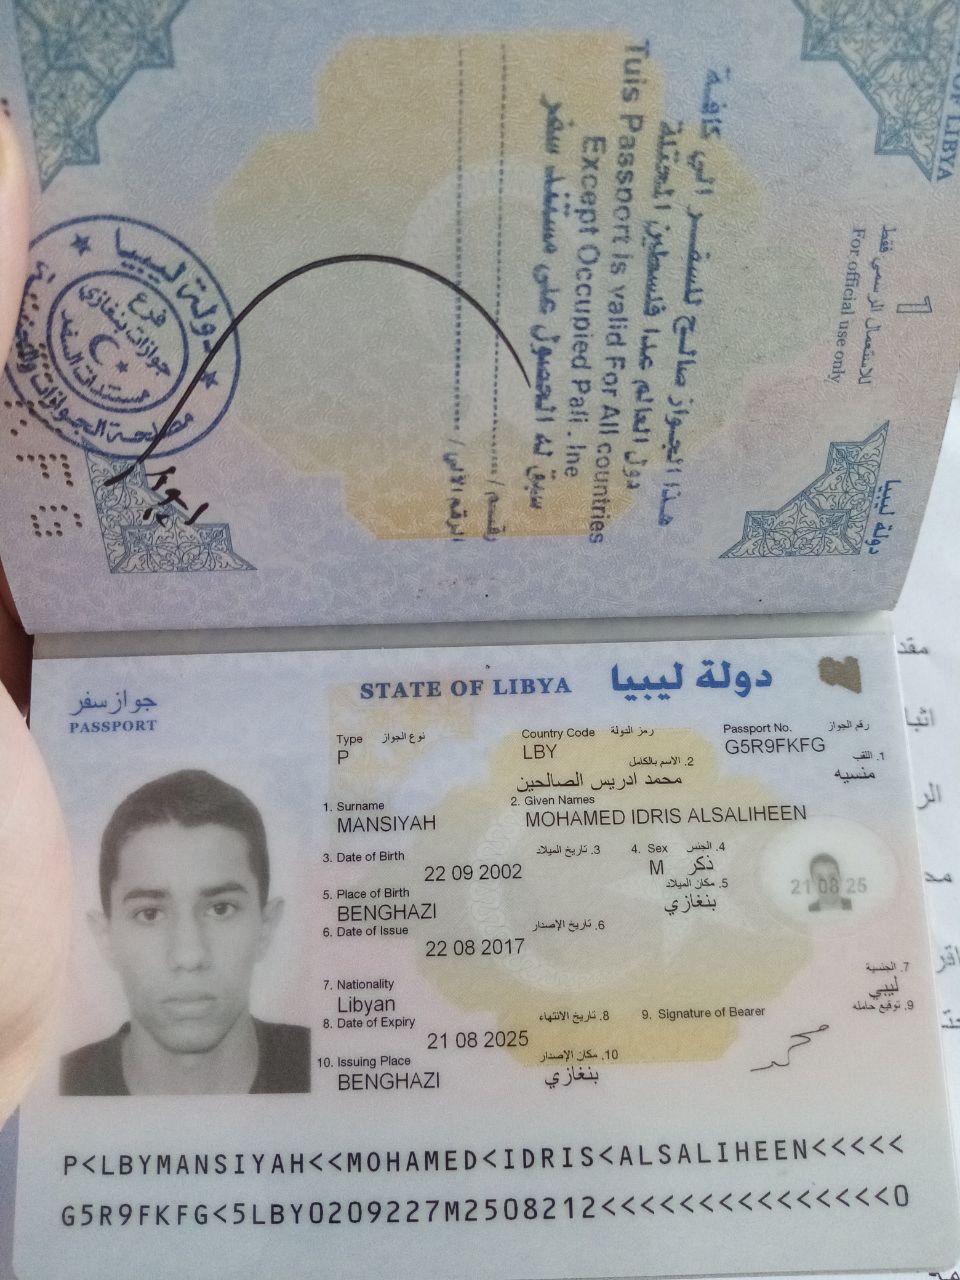 OF LIBYA
1
للاستعمال الرسمي فقط
For official use only
دولة ليبيا
هذا الجواز صالح للسفر الي كافة
دول العالم عدا فلسطين المحتلة
Tuis Passport is valid For All countries
Except Occupied Pali . ine
سبق له الحصول على مستند سفر
رقم /
الرقم الآلي /
دولة ليبيا
فرع
جوازات بنغازي
مستندات السفر
مصلحة الجوازات
جواز سفر
PASSPORT
STATE OF LIBYA دولة ليبيا
Type نوع الجواز
P
Country Code رمز الدولة
LBY
Passport No. رقم الجواز
G5R9FKFG
1. اللقب
منسيه
2. الاسم بالكامل
محمد ادريس الصالحين
1. Surname
MANSIYAH
2. Given Names
MOHAMED IDRIS ALSALIHEEN
3. Date of Birth 3. تاريخ الميلاد
22 09 2002
4. Sex 4. الجنس
M ذكر
5. Place of Birth 5. مكان الميلاد
BENGHAZI بنغازي
21 08 25
6. Date of Issue 6. تاريخ الإصدار
22 08 2017
7. Nationality 7. الجنسية
Libyan ليبي
8. Date of Expiry 8. تاريخ الانتهاء
21 08 2025
9. Signature of Bearer 9. توقيع حامله
10. Issuing Place 10. مكان الإصدار
BENGHAZI بنغازي
P<LBYMANSIYAH<<MOHAMED<IDRIS<ALSALIHEEN<<<<<
G5R9FKFG<5LBY0209227M2508212<<<<<<<<<<<<<<<0